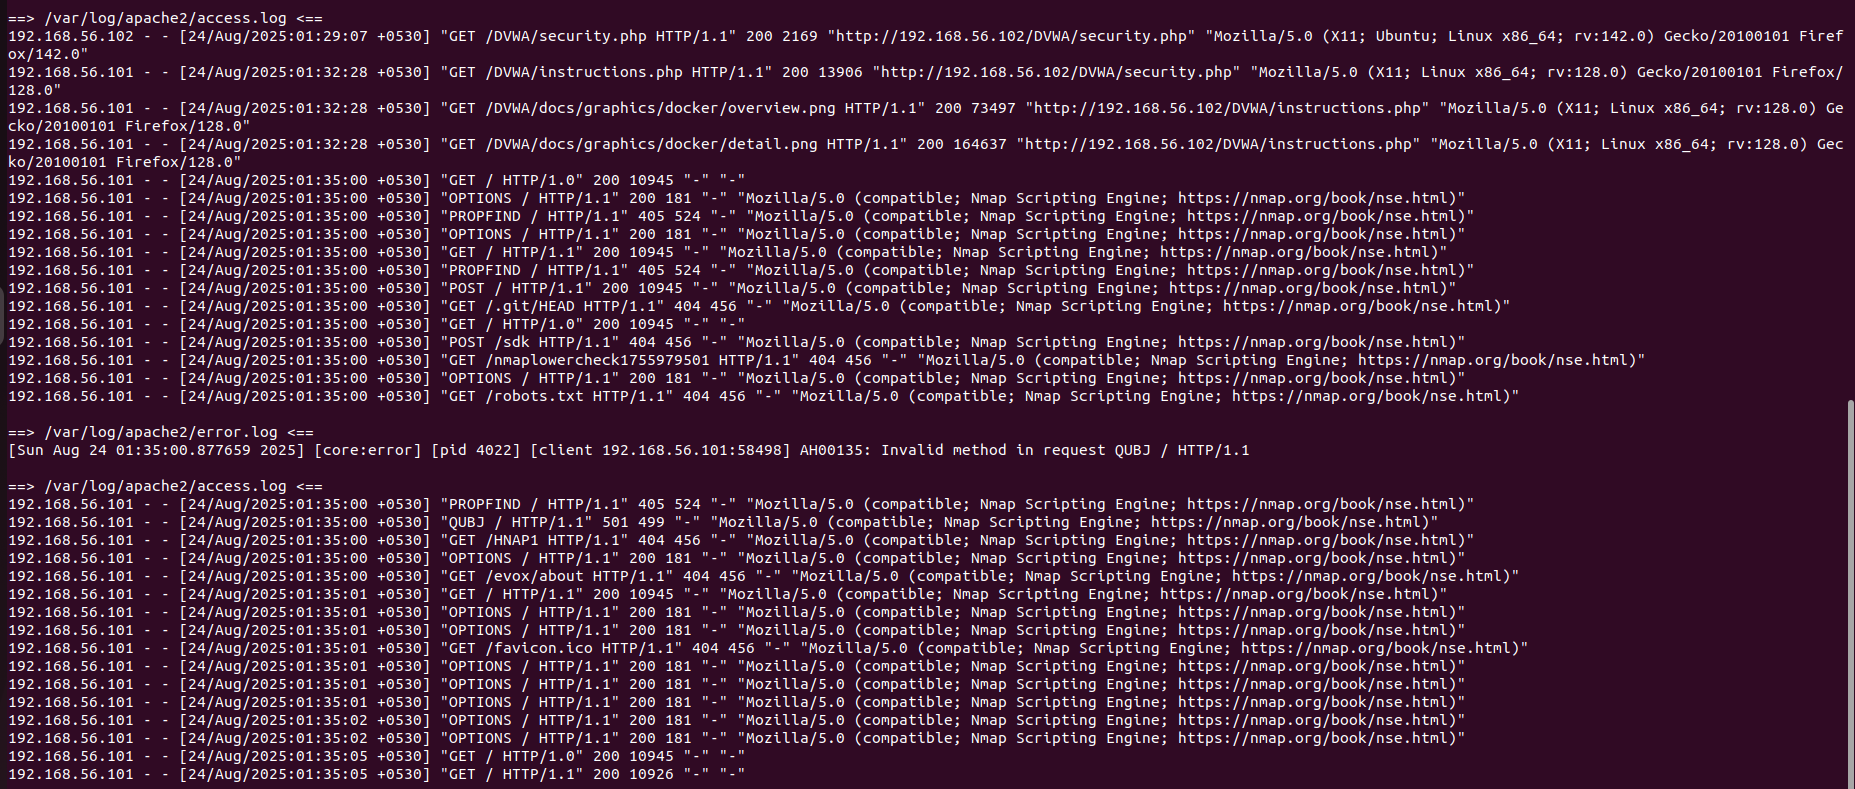 ==> /var/log/apache2/access.log <==
192.168.56.102 - - [24/Aug/2025:01:29:07 +0530] "GET /DVWA/security.php HTTP/1.1" 200 2169 "http://192.168.56.102/DVWA/security.php" "Mozilla/5.0 (X11; Ubuntu; Linux x86_64; rv:142.0) Gecko/20100101 Firef
ox/142.0"
192.168.56.101 - - [24/Aug/2025:01:32:28 +0530] "GET /DVWA/instructions.php HTTP/1.1" 200 13906 "http://192.168.56.102/DVWA/security.php" "Mozilla/5.0 (X11; Linux x86_64; rv:128.0) Gecko/20100101 Firefox/
128.0"
192.168.56.101 - - [24/Aug/2025:01:32:28 +0530] "GET /DVWA/docs/graphics/docker/overview.png HTTP/1.1" 200 73497 "http://192.168.56.102/DVWA/instructions.php" "Mozilla/5.0 (X11; Linux x86_64; rv:128.0) Ge
cko/20100101 Firefox/128.0"
192.168.56.101 - - [24/Aug/2025:01:32:28 +0530] "GET /DVWA/docs/graphics/docker/detail.png HTTP/1.1" 200 164637 "http://192.168.56.102/DVWA/instructions.php" "Mozilla/5.0 (X11; Linux x86_64; rv:128.0) Gec
ko/20100101 Firefox/128.0"
192.168.56.101 - - [24/Aug/2025:01:35:00 +0530] "GET / HTTP/1.0" 200 10945 "-" "-"
192.168.56.101 - - [24/Aug/2025:01:35:00 +0530] "OPTIONS / HTTP/1.1" 200 181 "-" "Mozilla/5.0 (compatible; Nmap Scripting Engine; https://nmap.org/book/nse.html)"
192.168.56.101 - - [24/Aug/2025:01:35:00 +0530] "PROPFIND / HTTP/1.1" 405 524 "-" "Mozilla/5.0 (compatible; Nmap Scripting Engine; https://nmap.org/book/nse.html)"
192.168.56.101 - - [24/Aug/2025:01:35:00 +0530] "OPTIONS / HTTP/1.1" 200 181 "-" "Mozilla/5.0 (compatible; Nmap Scripting Engine; https://nmap.org/book/nse.html)"
192.168.56.101 - - [24/Aug/2025:01:35:00 +0530] "GET / HTTP/1.1" 200 10945 "-" "Mozilla/5.0 (compatible; Nmap Scripting Engine; https://nmap.org/book/nse.html)"
192.168.56.101 - - [24/Aug/2025:01:35:00 +0530] "PROPFIND / HTTP/1.1" 405 524 "-" "Mozilla/5.0 (compatible; Nmap Scripting Engine; https://nmap.org/book/nse.html)"
192.168.56.101 - - [24/Aug/2025:01:35:00 +0530] "POST / HTTP/1.1" 200 10945 "-" "Mozilla/5.0 (compatible; Nmap Scripting Engine; https://nmap.org/book/nse.html)"
192.168.56.101 - - [24/Aug/2025:01:35:00 +0530] "GET /.git/HEAD HTTP/1.1" 404 456 "-" "Mozilla/5.0 (compatible; Nmap Scripting Engine; https://nmap.org/book/nse.html)"
192.168.56.101 - - [24/Aug/2025:01:35:00 +0530] "GET / HTTP/1.0" 200 10945 "-" "-"
192.168.56.101 - - [24/Aug/2025:01:35:00 +0530] "POST /sdk HTTP/1.1" 404 456 "-" "Mozilla/5.0 (compatible; Nmap Scripting Engine; https://nmap.org/book/nse.html)"
192.168.56.101 - - [24/Aug/2025:01:35:00 +0530] "GET /nmaplowercheck1755979501 HTTP/1.1" 404 456 "-" "Mozilla/5.0 (compatible; Nmap Scripting Engine; https://nmap.org/book/nse.html)"
192.168.56.101 - - [24/Aug/2025:01:35:00 +0530] "OPTIONS / HTTP/1.1" 200 181 "-" "Mozilla/5.0 (compatible; Nmap Scripting Engine; https://nmap.org/book/nse.html)"
192.168.56.101 - - [24/Aug/2025:01:35:00 +0530] "GET /robots.txt HTTP/1.1" 404 456 "-" "Mozilla/5.0 (compatible; Nmap Scripting Engine; https://nmap.org/book/nse.html)"
==> /var/log/apache2/error.log <==
[Sun Aug 24 01:35:00.877659 2025] [core:error] [pid 4022] [client 192.168.56.101:58498] AH00135: Invalid method in request QUBJ / HTTP/1.1
==> /var/log/apache2/access.log <==
192.168.56.101 - - [24/Aug/2025:01:35:00 +0530] "PROPFIND / HTTP/1.1" 405 524 "-" "Mozilla/5.0 (compatible; Nmap Scripting Engine; https://nmap.org/book/nse.html)"
192.168.56.101 - - [24/Aug/2025:01:35:00 +0530] "QUBJ / HTTP/1.1" 501 499 "-" "Mozilla/5.0 (compatible; Nmap Scripting Engine; https://nmap.org/book/nse.html)"
192.168.56.101 - - [24/Aug/2025:01:35:00 +0530] "GET /HNAP1 HTTP/1.1" 404 456 "-" "Mozilla/5.0 (compatible; Nmap Scripting Engine; https://nmap.org/book/nse.html)"
192.168.56.101 - - [24/Aug/2025:01:35:00 +0530] "OPTIONS / HTTP/1.1" 200 181 "-" "Mozilla/5.0 (compatible; Nmap Scripting Engine; https://nmap.org/book/nse.html)"
192.168.56.101 - - [24/Aug/2025:01:35:00 +0530] "GET /evox/about HTTP/1.1" 404 456 "-" "Mozilla/5.0 (compatible; Nmap Scripting Engine; https://nmap.org/book/nse.html)"
192.168.56.101 - - [24/Aug/2025:01:35:01 +0530] "GET / HTTP/1.1" 200 10945 "-" "Mozilla/5.0 (compatible; Nmap Scripting Engine; https://nmap.org/book/nse.html)"
192.168.56.101 - - [24/Aug/2025:01:35:01 +0530] "OPTIONS / HTTP/1.1" 200 181 "-" "Mozilla/5.0 (compatible; Nmap Scripting Engine; https://nmap.org/book/nse.html)"
192.168.56.101 - - [24/Aug/2025:01:35:01 +0530] "OPTIONS / HTTP/1.1" 200 181 "-" "Mozilla/5.0 (compatible; Nmap Scripting Engine; https://nmap.org/book/nse.html)"
192.168.56.101 - - [24/Aug/2025:01:35:01 +0530] "GET /favicon.ico HTTP/1.1" 404 456 "-" "Mozilla/5.0 (compatible; Nmap Scripting Engine; https://nmap.org/book/nse.html)"
192.168.56.101 - - [24/Aug/2025:01:35:01 +0530] "OPTIONS / HTTP/1.1" 200 181 "-" "Mozilla/5.0 (compatible; Nmap Scripting Engine; https://nmap.org/book/nse.html)"
192.168.56.101 - - [24/Aug/2025:01:35:01 +0530] "OPTIONS / HTTP/1.1" 200 181 "-" "Mozilla/5.0 (compatible; Nmap Scripting Engine; https://nmap.org/book/nse.html)"
192.168.56.101 - - [24/Aug/2025:01:35:01 +0530] "OPTIONS / HTTP/1.1" 200 181 "-" "Mozilla/5.0 (compatible; Nmap Scripting Engine; https://nmap.org/book/nse.html)"
192.168.56.101 - - [24/Aug/2025:01:35:02 +0530] "OPTIONS / HTTP/1.1" 200 181 "-" "Mozilla/5.0 (compatible; Nmap Scripting Engine; https://nmap.org/book/nse.html)"
192.168.56.101 - - [24/Aug/2025:01:35:02 +0530] "OPTIONS / HTTP/1.1" 200 181 "-" "Mozilla/5.0 (compatible; Nmap Scripting Engine; https://nmap.org/book/nse.html)"
192.168.56.101 - - [24/Aug/2025:01:35:05 +0530] "GET / HTTP/1.0" 200 10945 "-" "-"
192.168.56.101 - - [24/Aug/2025:01:35:05 +0530] "GET / HTTP/1.1" 200 10926 "-" "-"